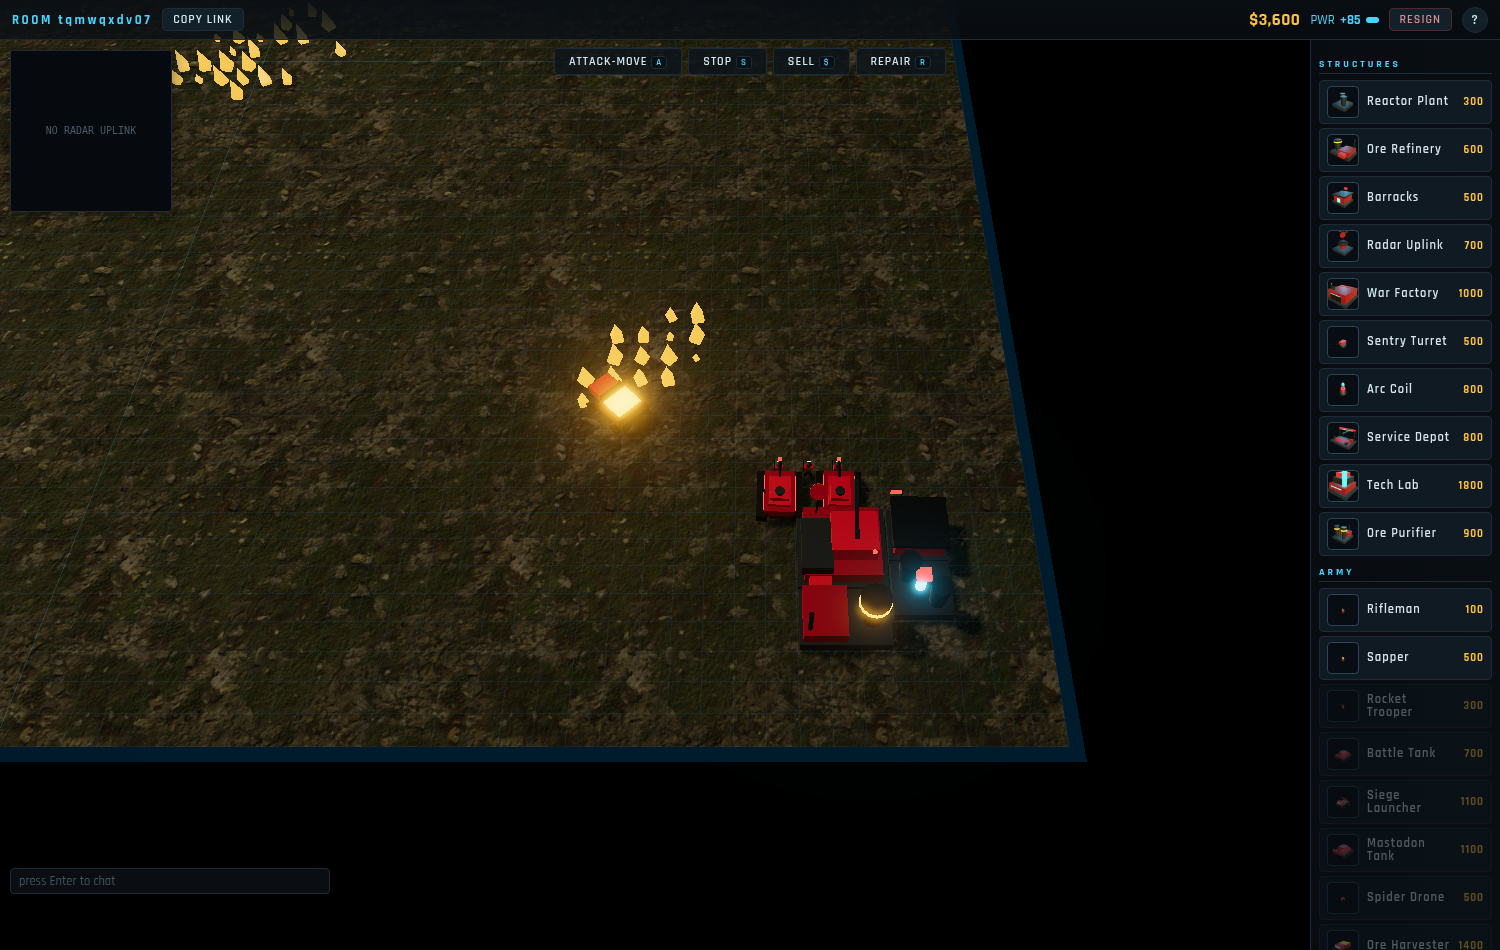 ROOM tqmwqxdv07 COPY LINK $3,600 PWR +85 RESIGN ?
NO RADAR UPLINK
ATTACK-MOVE A STOP S SELL $ REPAIR R
STRUCTURES
Reactor Plant 300
Ore Refinery 600
Barracks 500
Radar Uplink 700
War Factory 1000
Sentry Turret 500
Arc Coil 800
Service Depot 800
Tech Lab 1800
Ore Purifier 900
ARMY
Rifleman 100
Sapper 500
Rocket
Trooper 300
Battle Tank 700
Siege
Launcher 1100
Mastodon
Tank 1100
Spider Drone 500
Ore Harvester 1400
press Enter to chat